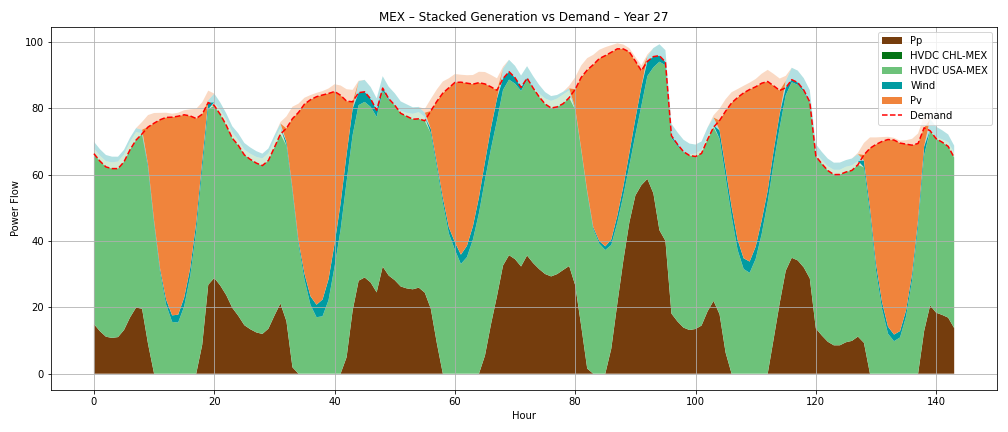 MEX – Stacked Generation vs Demand – Year 27
Power Flow
100
80
60
40
20
0
0 20 40 60 80 100 120 140
Hour
Pp
HVDC CHL-MEX
HVDC USA-MEX
Wind
Pv
Demand